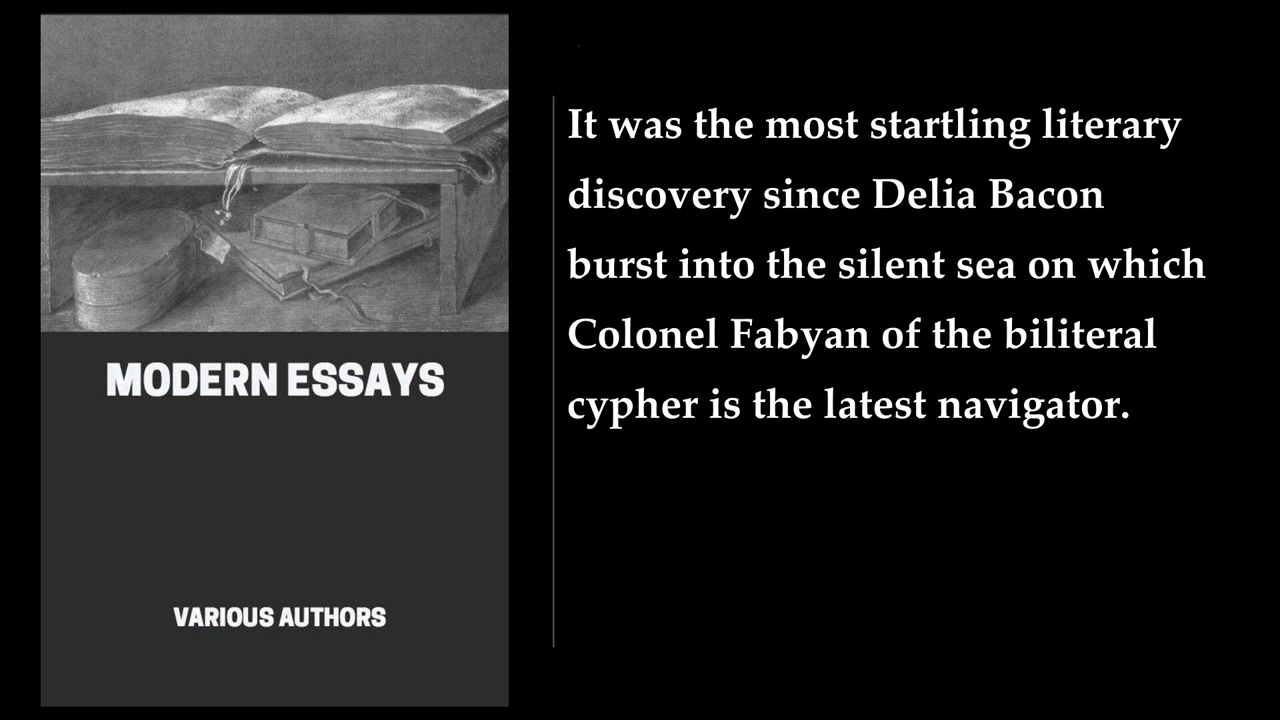 MODERN ESSAYS
VARIOUS AUTHORS
It was the most startling literary
discovery since Delia Bacon
burst into the silent sea on which
Colonel Fabyan of the biliteral
cypher is the latest navigator.